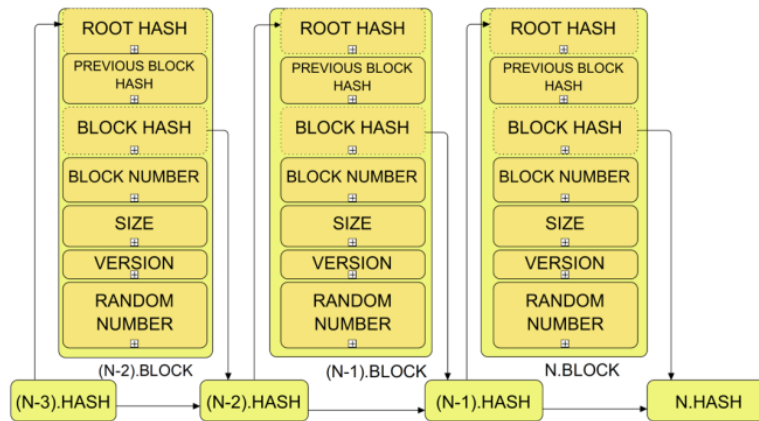 ROOT HASH
PREVIOUS BLOCK
HASH
BLOCK HASH
BLOCK NUMBER
SIZE
VERSION
RANDOM
NUMBER
(N-2).BLOCK
ROOT HASH
PREVIOUS BLOCK
HASH
BLOCK HASH
BLOCK NUMBER
SIZE
VERSION
RANDOM
NUMBER
(N-1).BLOCK
ROOT HASH
PREVIOUS BLOCK
HASH
BLOCK HASH
BLOCK NUMBER
SIZE
VERSION
RANDOM
NUMBER
N.BLOCK
(N-3).HASH
(N-2).HASH
(N-1).HASH
N.HASH